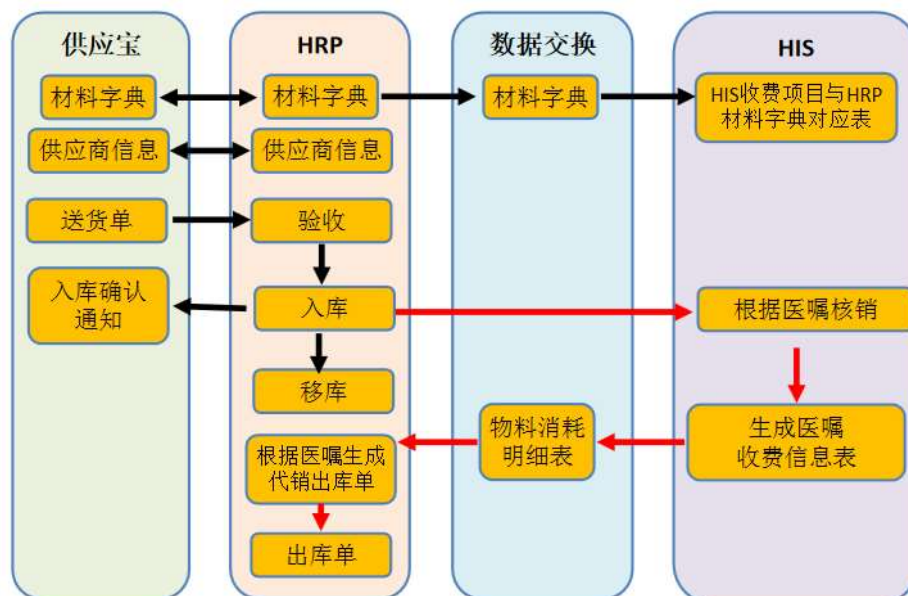 供应宝
HRP
数据交换
HIS
材料字典
材料字典
材料字典
HIS收费项目与HRP
材料字典对应表
供应商信息
供应商信息
送货单
验收
入库确认
通知
入库
根据医嘱核销
移库
物料消耗
明细表
生成医嘱
收费信息表
根据医嘱生成
代销出库单
出库单